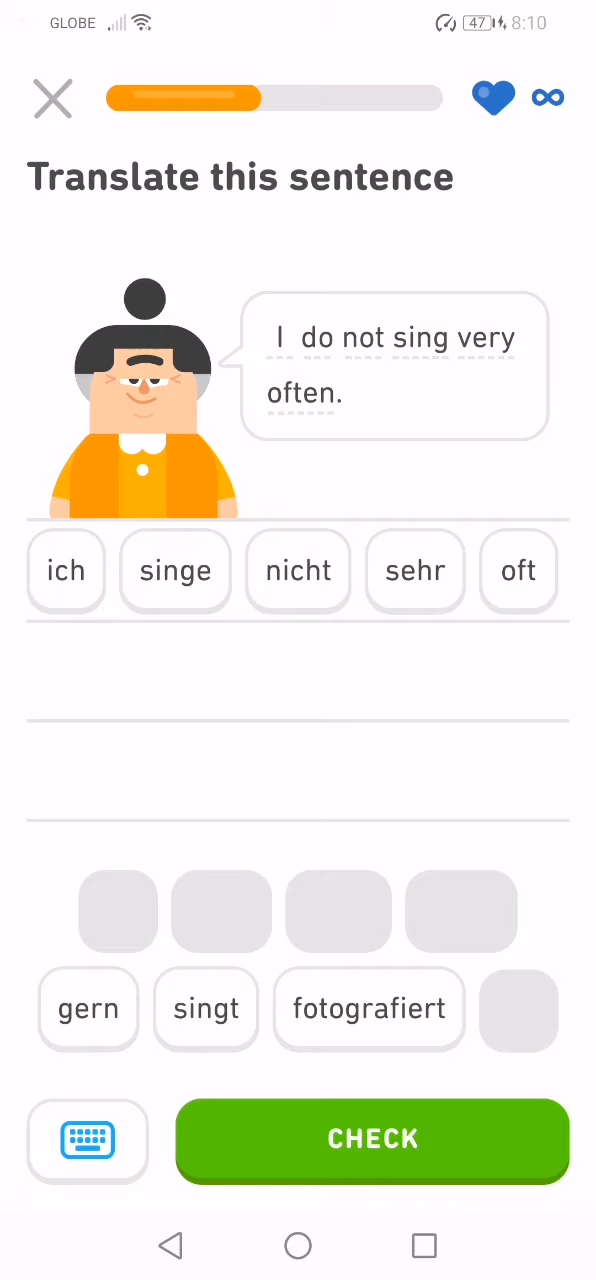 GLOBE 47 8:10
Translate this sentence
I do not sing very
often.
ich singe nicht sehr oft
gern singt fotografiert
CHECK